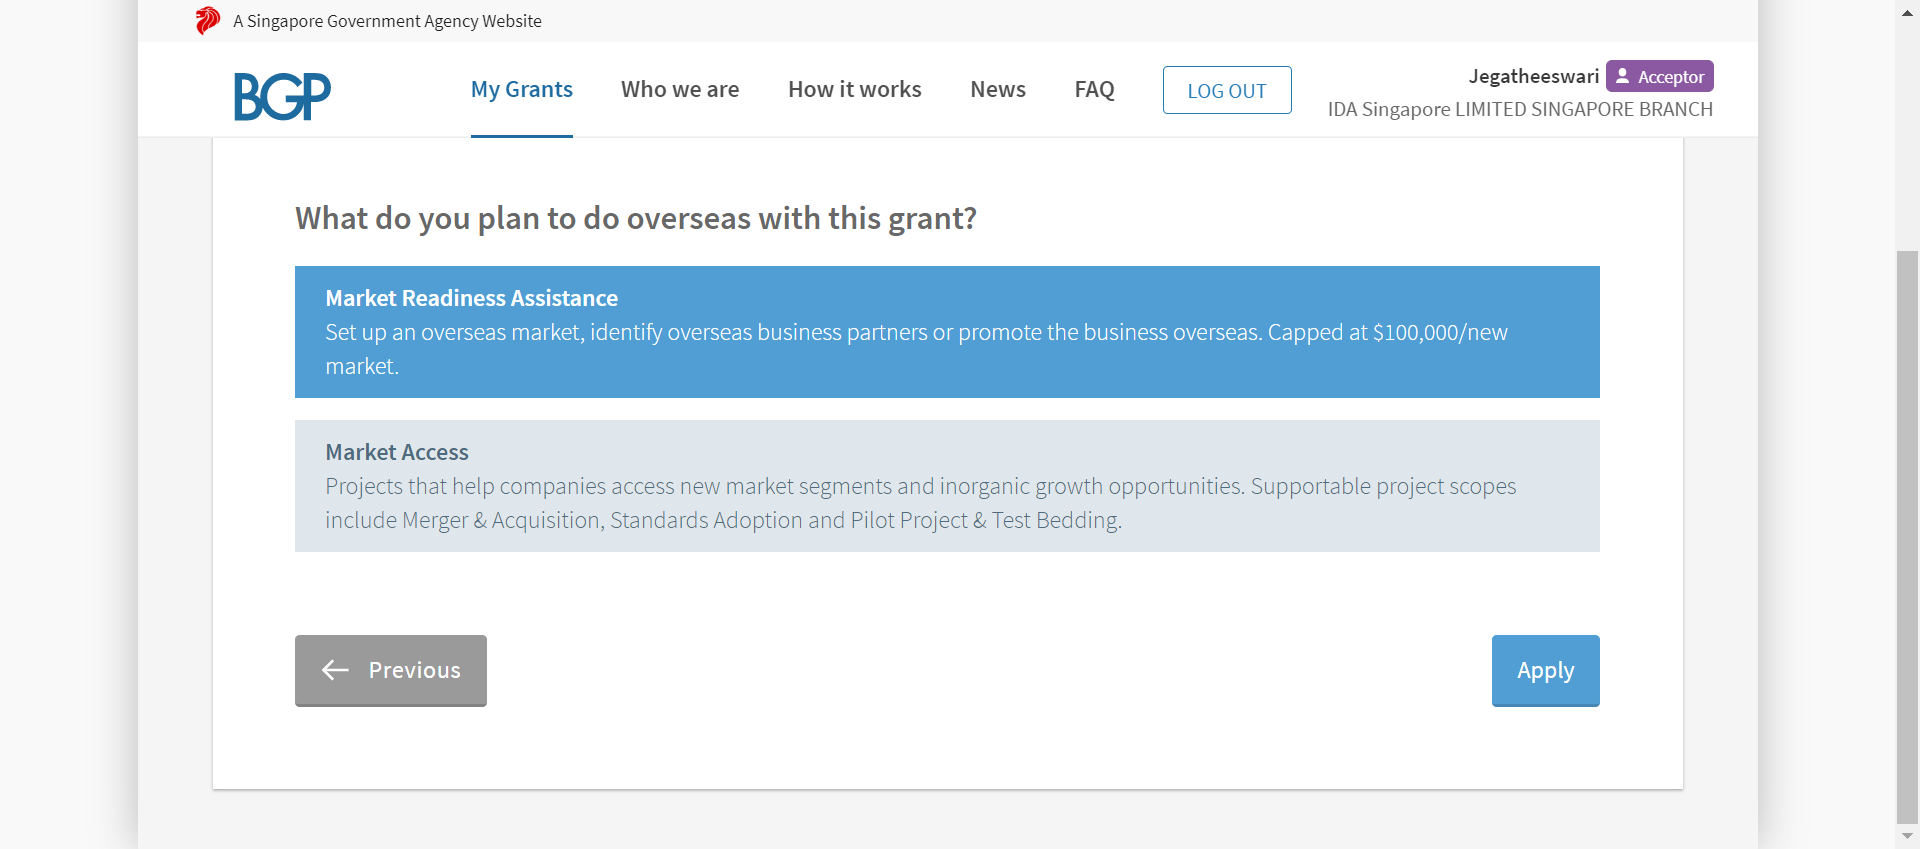 A Singapore Government Agency Website
BGP
My Grants
Who we are
How it works
News
FAQ
LOG OUT
Jegatheeswari
Acceptor
IDA Singapore LIMITED SINGAPORE BRANCH
What do you plan to do overseas with this grant?
Market Readiness Assistance
Set up an overseas market, identify overseas business partners or promote the business overseas. Capped at $100,000/new
market.
Market Access
Projects that help companies access new market segments and inorganic growth opportunities. Supportable project scopes
include Merger & Acquisition, Standards Adoption and Pilot Project & Test Bedding.
Previous
Apply